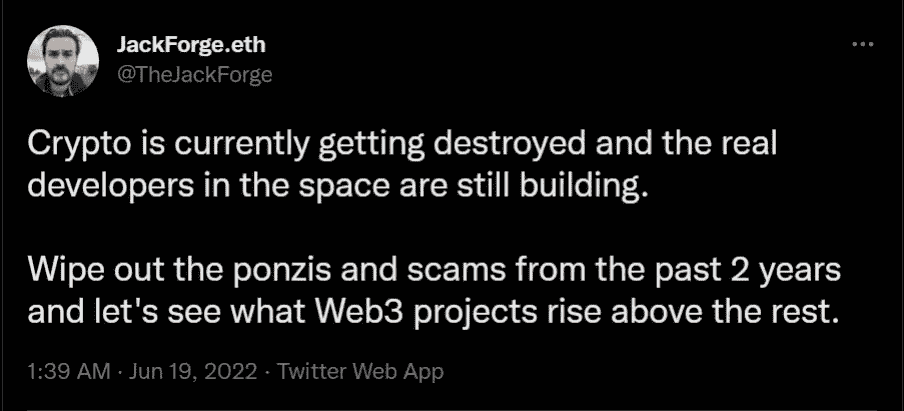 JackForge.eth
@TheJackForge
Crypto is currently getting destroyed and the real
developers in the space are still building.
Wipe out the ponzis and scams from the past 2 years
and let's see what Web3 projects rise above the rest.
1:39 AM · Jun 19, 2022 · Twitter Web App